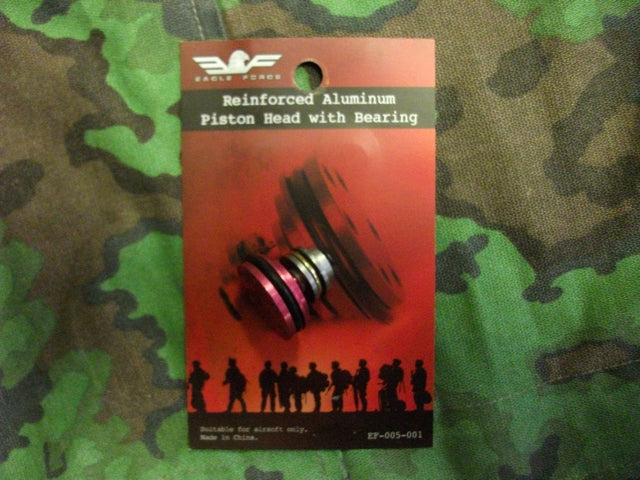 EAGLE FORCE
Reinforced Aluminum
Piston Head with Bearing
Suitable for airsoft only.
Made in China.
EF-005-001